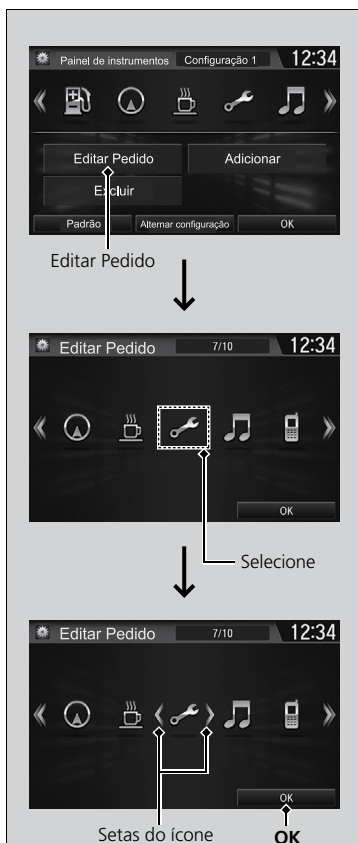 Painel de instrumentos Configuração 1 12:34
Editar Pedido Adicionar
Excluir
Padrão Alternar configuração OK
Editar Pedido
Editar Pedido 7/10 12:34
OK
Selecione
Editar Pedido 7/10 12:34
OK
Setas do ícone OK